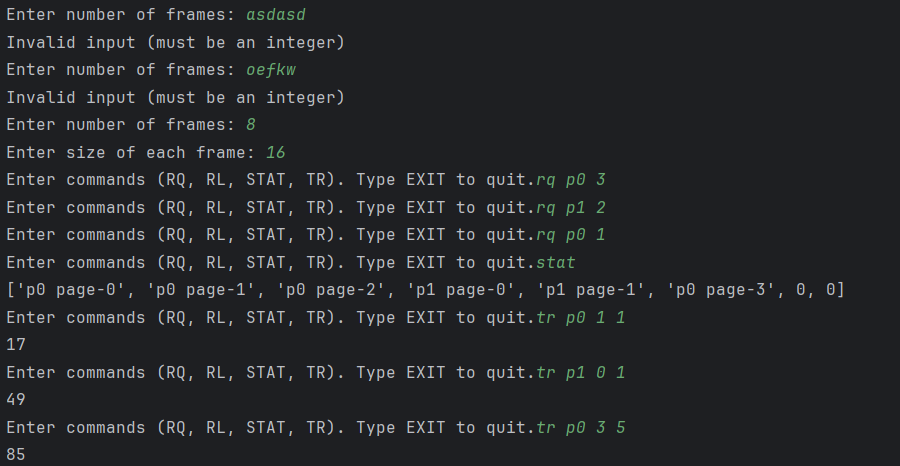 Enter number of frames: asdasd
Invalid input (must be an integer)
Enter number of frames: oefkw
Invalid input (must be an integer)
Enter number of frames: 8
Enter size of each frame: 16
Enter commands (RQ, RL, STAT, TR). Type EXIT to quit.rq p0 3
Enter commands (RQ, RL, STAT, TR). Type EXIT to quit.rq p1 2
Enter commands (RQ, RL, STAT, TR). Type EXIT to quit.rq p0 1
Enter commands (RQ, RL, STAT, TR). Type EXIT to quit.stat
['p0 page-0', 'p0 page-1', 'p0 page-2', 'p1 page-0', 'p1 page-1', 'p0 page-3', 0, 0]
Enter commands (RQ, RL, STAT, TR). Type EXIT to quit.tr p0 1 1
17
Enter commands (RQ, RL, STAT, TR). Type EXIT to quit.tr p1 0 1
49
Enter commands (RQ, RL, STAT, TR). Type EXIT to quit.tr p0 3 5
85